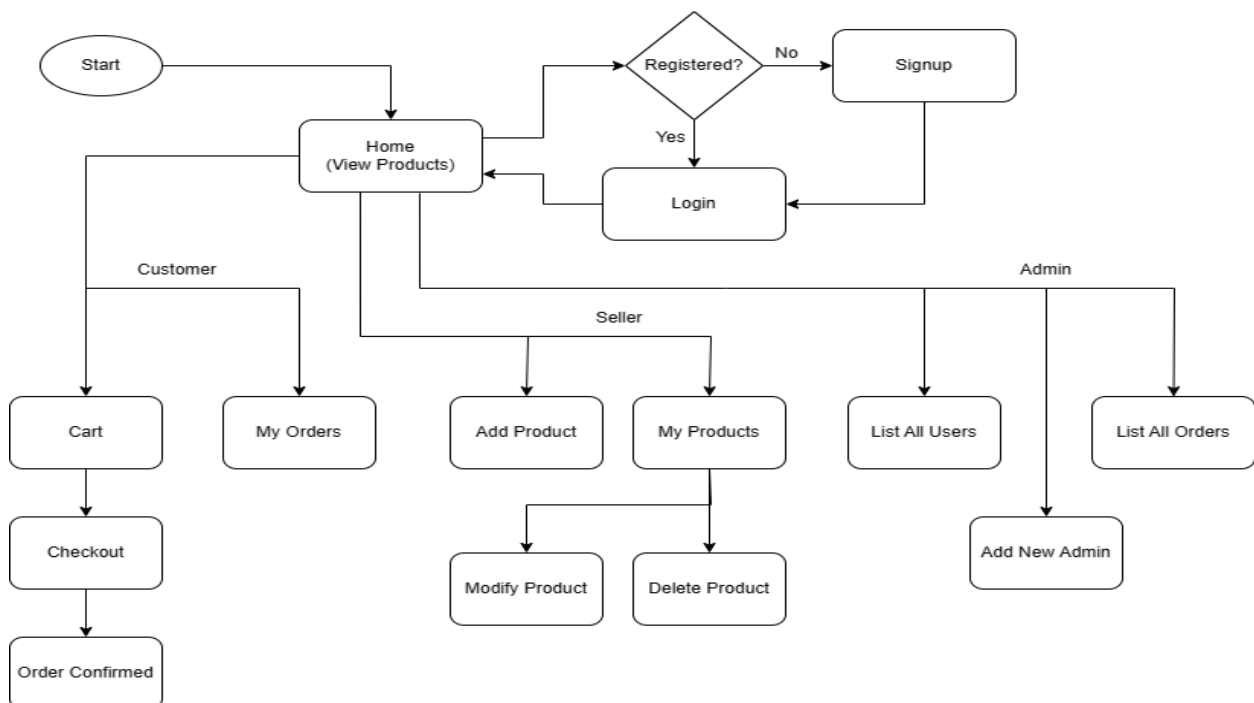 Start
Registered?
No
Signup
Home
(View Products)
Yes
Login
Customer
Admin
Seller
Cart
My Orders
Add Product
My Products
List All Users
List All Orders
Checkout
Add New Admin
Modify Product
Delete Product
Order Confirmed